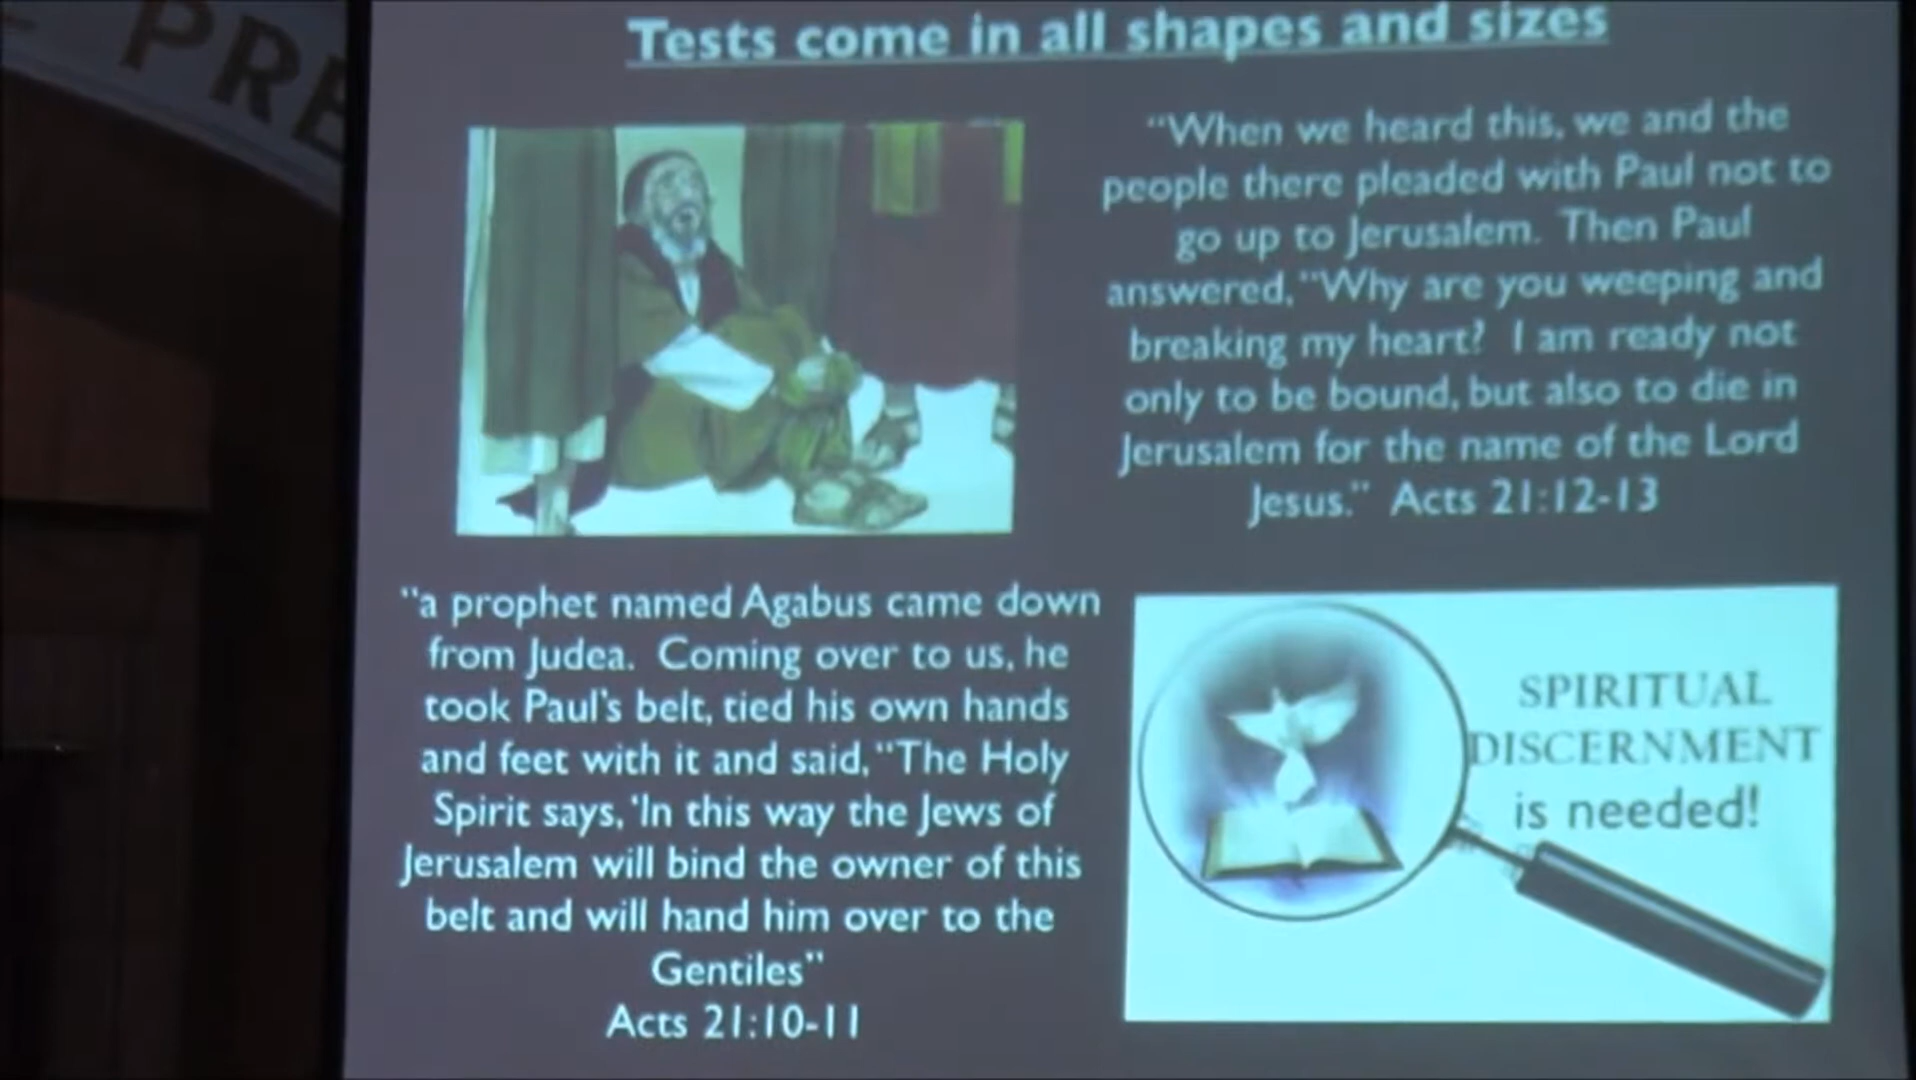 PRE
Tests come in all shapes and sizes
“When we heard this, we and the
people there pleaded with Paul not to
go up to Jerusalem. Then Paul
answered, “Why are you weeping and
breaking my heart? I am ready not
only to be bound, but also to die in
Jerusalem for the name of the Lord
Jesus.” Acts 21:12-13
“a prophet named Agabus came down
from Judea. Coming over to us, he
took Paul’s belt, tied his own hands
and feet with it and said, “The Holy
Spirit says, ‘In this way the Jews of
Jerusalem will bind the owner of this
belt and will hand him over to the
Gentiles”
Acts 21:10-11
SPIRITUAL
DISCERNMENT
is needed!